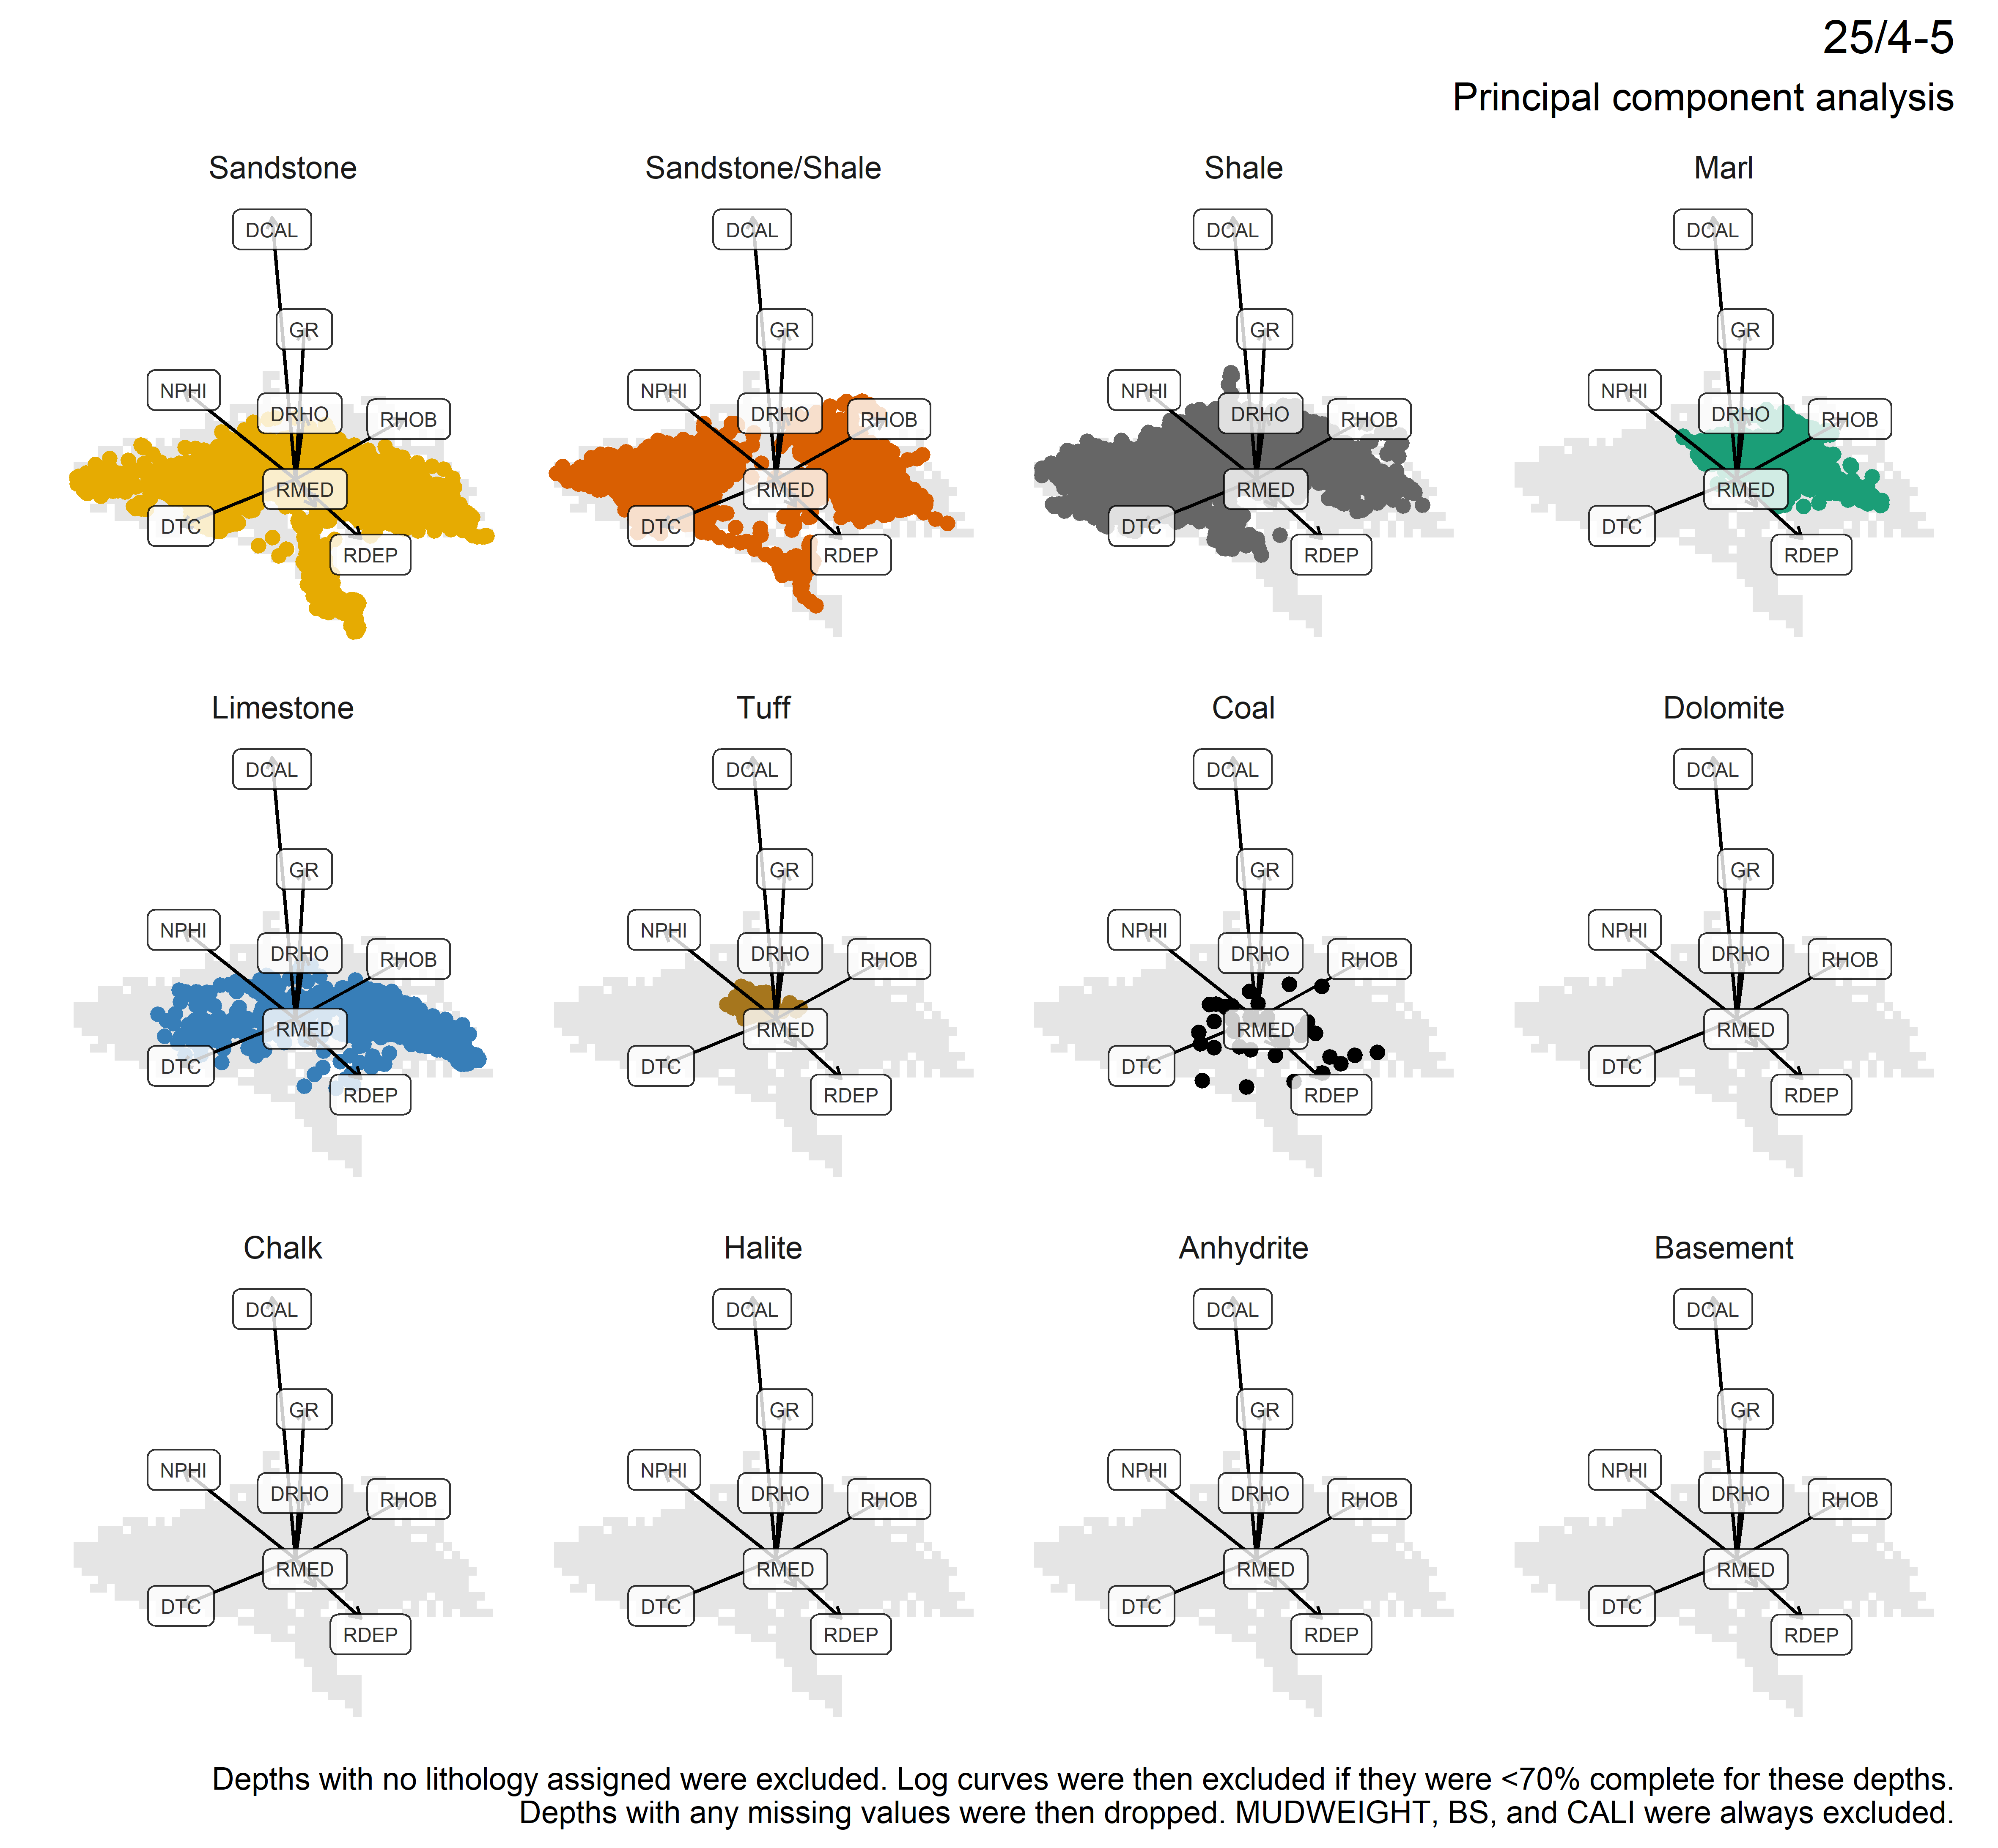 25/4-5
Principal component analysis
Sandstone
DCAL
GR
NPHI
DRHO
RHOB
RMED
DTC
RDEP
Sandstone/Shale
DCAL
GR
NPHI
DRHO
RHOB
RMED
DTC
RDEP
Shale
DCAL
GR
NPHI
DRHO
RHOB
RMED
DTC
RDEP
Marl
DCAL
GR
NPHI
DRHO
RHOB
RMED
DTC
RDEP
Limestone
DCAL
GR
NPHI
DRHO
RHOB
RMED
DTC
RDEP
Tuff
DCAL
GR
NPHI
DRHO
RHOB
RMED
DTC
RDEP
Coal
DCAL
GR
NPHI
DRHO
RHOB
RMED
DTC
RDEP
Dolomite
DCAL
GR
NPHI
DRHO
RHOB
RMED
DTC
RDEP
Chalk
DCAL
GR
NPHI
DRHO
RHOB
RMED
DTC
RDEP
Halite
DCAL
GR
NPHI
DRHO
RHOB
RMED
DTC
RDEP
Anhydrite
DCAL
GR
NPHI
DRHO
RHOB
RMED
DTC
RDEP
Basement
DCAL
GR
NPHI
DRHO
RHOB
RMED
DTC
RDEP
Depths with no lithology assigned were excluded. Log curves were then excluded if they were <70% complete for these depths.
Depths with any missing values were then dropped. MUDWEIGHT, BS, and CALI were always excluded.